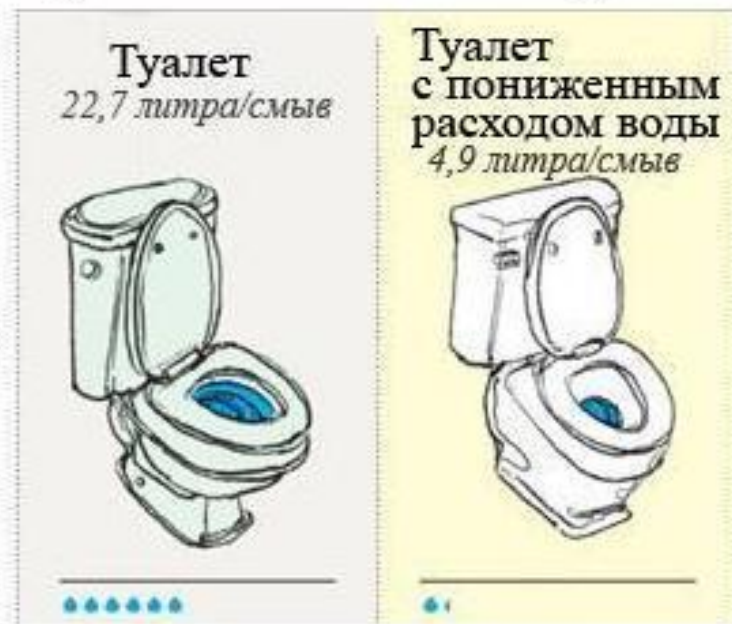 Туалет
22,7 литра/смыв
Туалет
с пониженным
расходом воды
4,9 литра/смыв